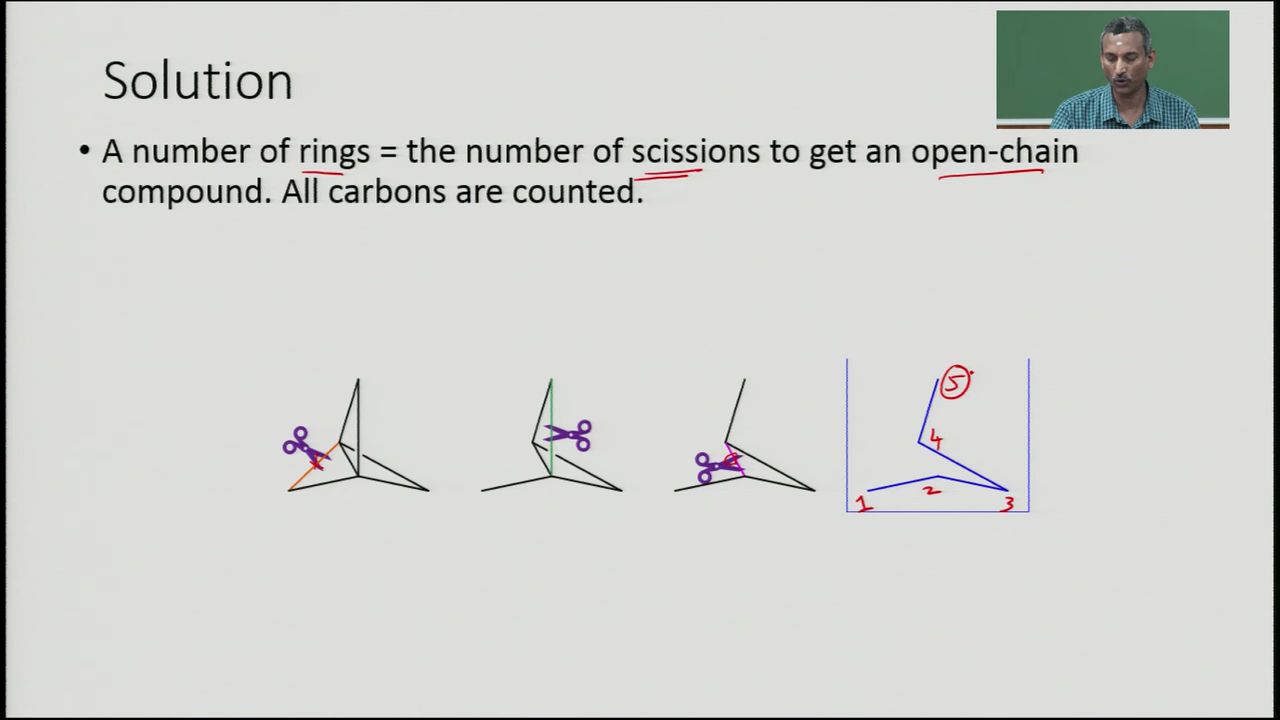 Solution
• A number of rings = the number of scissions to get an open-chain
compound. All carbons are counted.
5
4
1 2 3